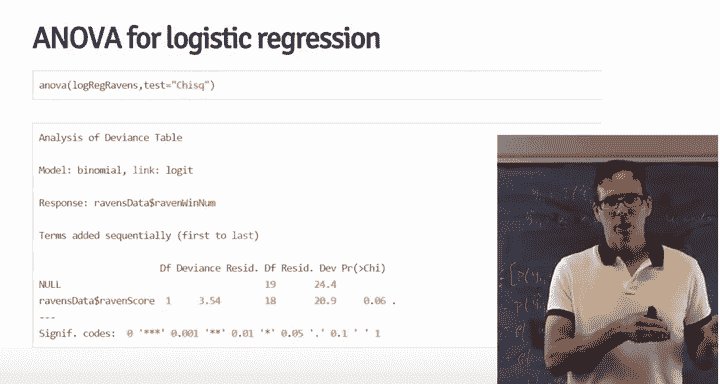 ANOVA for logistic regression
anova(logRegRavens,test="Chisq")
Analysis of Deviance Table
Model: binomial, link: logit
Response: ravensData$ravenWinNum
Terms added sequentially (first to last)
Df Deviance Resid. Df Resid. Dev Pr(>Chi)
NULL 19 24.4
ravensData$ravenScore 1 3.54 18 20.9 0.06 .
---
Signif. codes: 0 '***' 0.001 '**' 0.01 '*' 0.05 '.' 0.1 ' ' 1